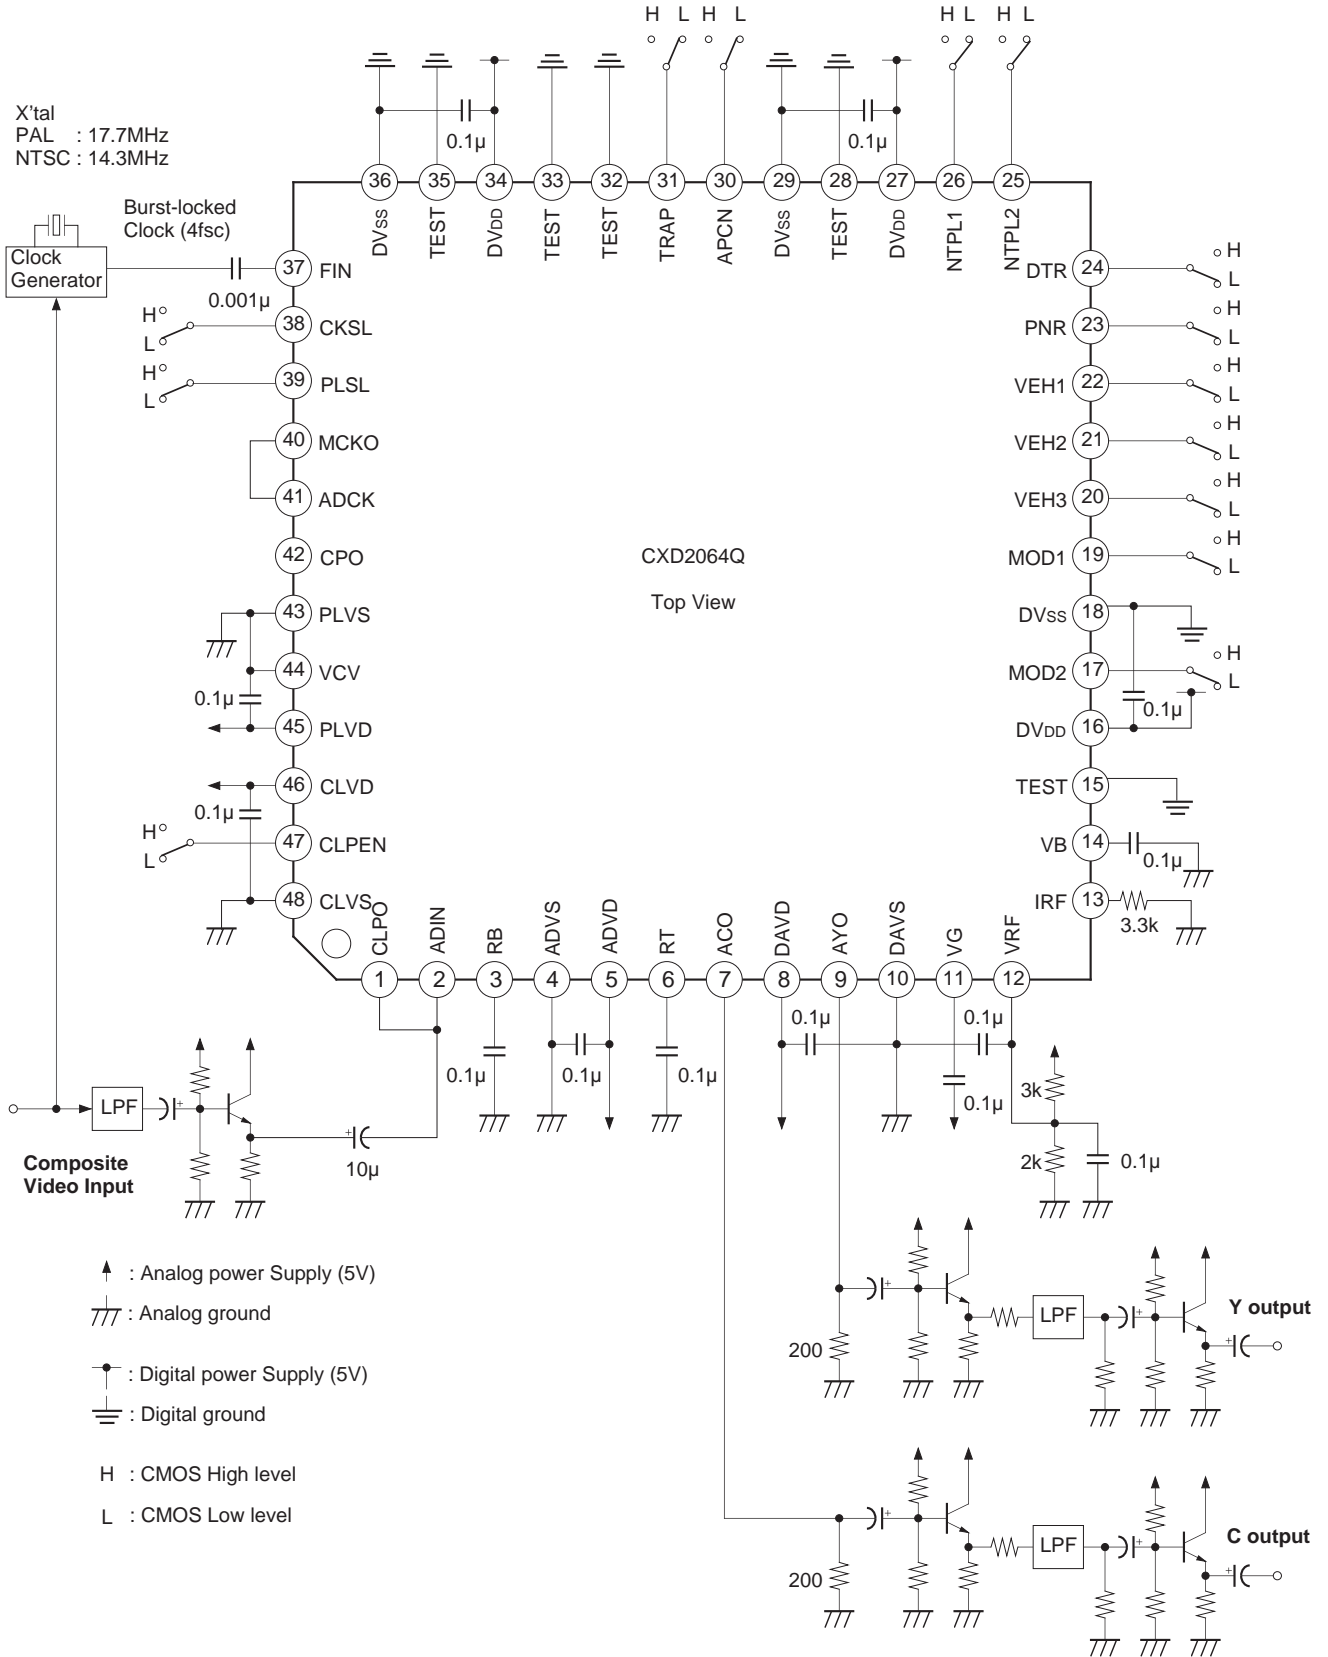 H L H L
H L H L
X'tal
PAL : 17.7MHz
NTSC : 14.3MHz
0.1µ
0.1µ
36 35 34 33 32 31 30 29 28 27 26 25
DVSS TEST DVDD TEST TEST TRAP APCN DVSS TEST DVDD NTPL1 NTPL2
Burst-locked
Clock (4fsc)
Clock
Generator
0.001µ
37 FIN
H
L
38 CKSL
H
L
39 PLSL
40 MCKO
41 ADCK
42 CPO
43 PLVS
44 VCV
0.1µ
45 PLVD
46 CLVD
0.1µ
H
L
47 CLPEN
48 CLVS
CXD2064Q
Top View
DTR 24
H
L
PNR 23
H
L
VEH1 22
H
L
VEH2 21
H
L
VEH3 20
H
L
MOD1 19
H
L
DVSS 18
MOD2 17
H
L
0.1µ
DVDD 16
TEST 15
VB 14
0.1µ
IRF 13
3.3k
CLPO ADIN RB ADVS ADVD RT ACO DAVD AYO DAVS VG VRF
1 2 3 4 5 6 7 8 9 10 11 12
0.1µ
0.1µ
0.1µ
0.1µ
0.1µ
0.1µ
3k
2k
0.1µ
LPF
+
+
10µ
Composite
Video Input
: Analog power Supply (5V)
: Analog ground
: Digital power Supply (5V)
: Digital ground
H : CMOS High level
L : CMOS Low level
200
+
LPF
+
+
Y output
200
+
LPF
+
+
C output